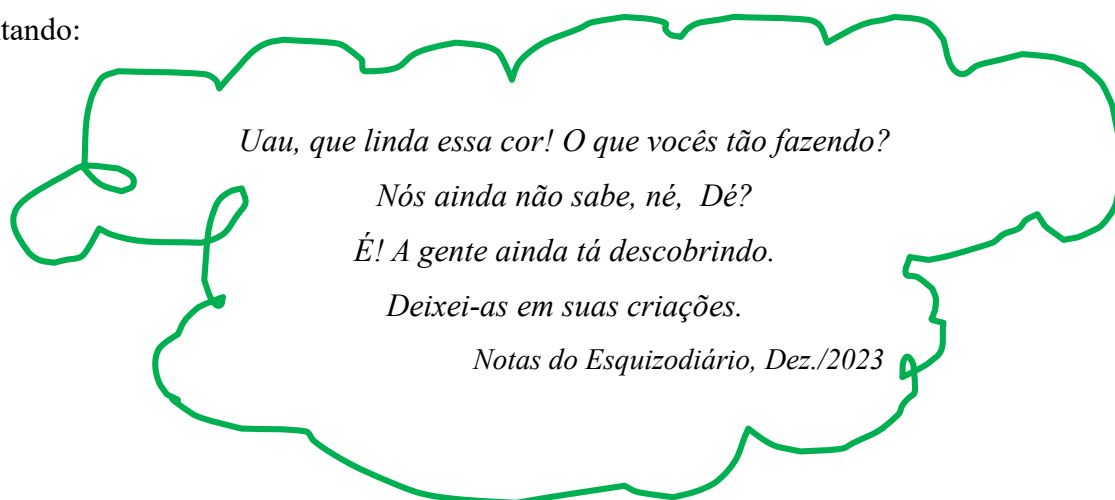 tando:
Uau, que linda essa cor! O que vocês tão fazendo?
Nós ainda não sabe, né, Dé?
É! A gente ainda tá descobrindo.
Deixei-as em suas criações.
Notas do Esquizodiário, Dez./2023